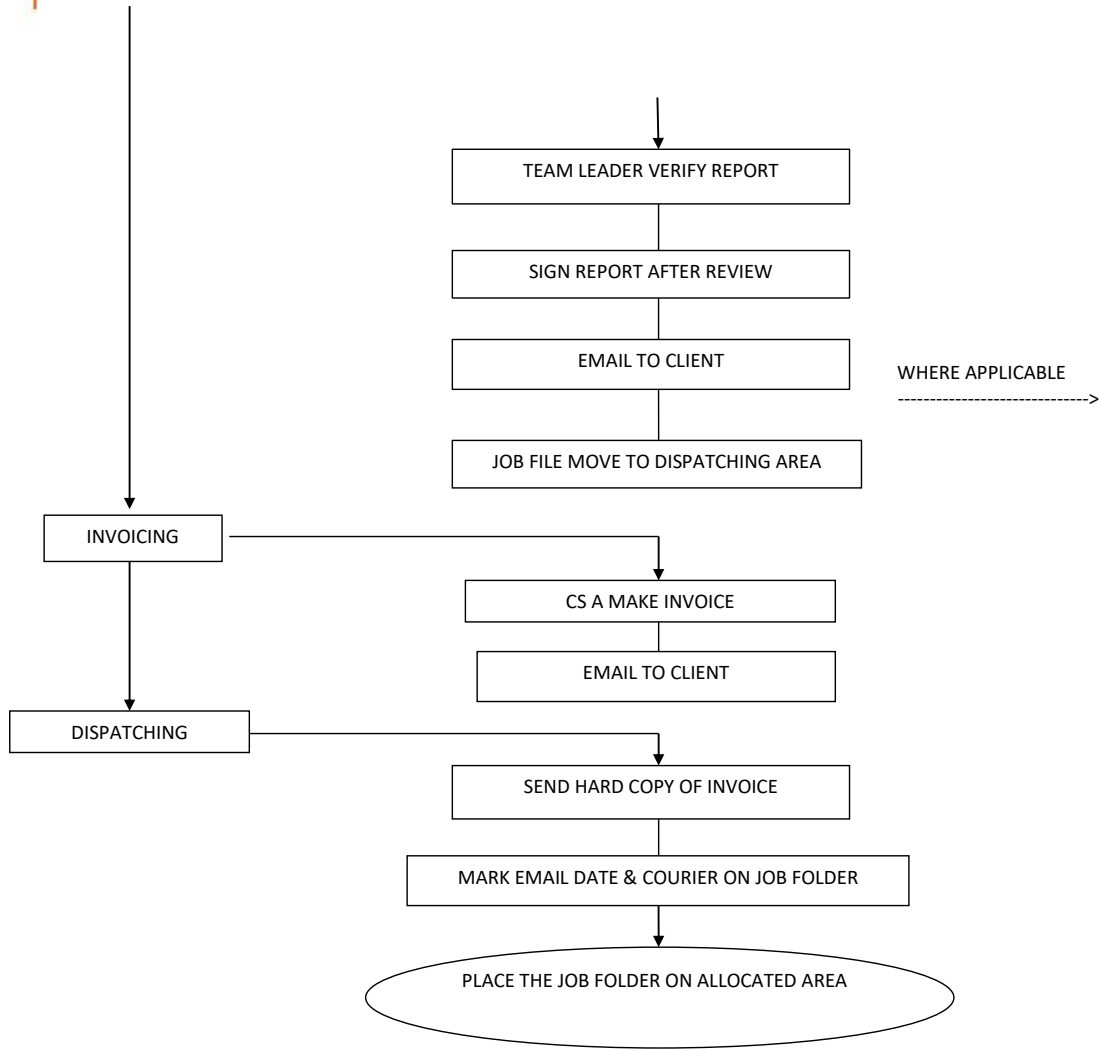 TEAM LEADER VERIFY REPORT
SIGN REPORT AFTER REVIEW
EMAIL TO CLIENT
WHERE APPLICABLE
JOB FILE MOVE TO DISPATCHING AREA
INVOICING
CS A MAKE INVOICE
EMAIL TO CLIENT
DISPATCHING
SEND HARD COPY OF INVOICE
MARK EMAIL DATE & COURIER ON JOB FOLDER
PLACE THE JOB FOLDER ON ALLOCATED AREA